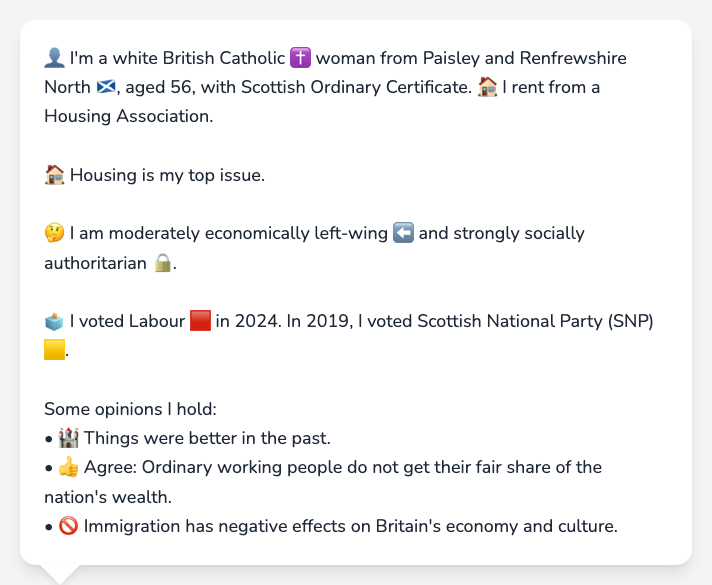 👤 I'm a white British Catholic ✝️ woman from Paisley and Renfrewshire
North 🏴󠁧󠁢󠁳󠁣󠁴󠁿, aged 56, with Scottish Ordinary Certificate. 🏠 I rent from a
Housing Association.
🏠 Housing is my top issue.
🤔 I am moderately economically left-wing ⬅️ and strongly socially
authoritarian 🔒.
🗳️ I voted Labour 🟥 in 2024. In 2019, I voted Scottish National Party (SNP)
🟨.
Some opinions I hold:
• 🏰 Things were better in the past.
• 👍 Agree: Ordinary working people do not get their fair share of the
nation's wealth.
• 🚫 Immigration has negative effects on Britain's economy and culture.